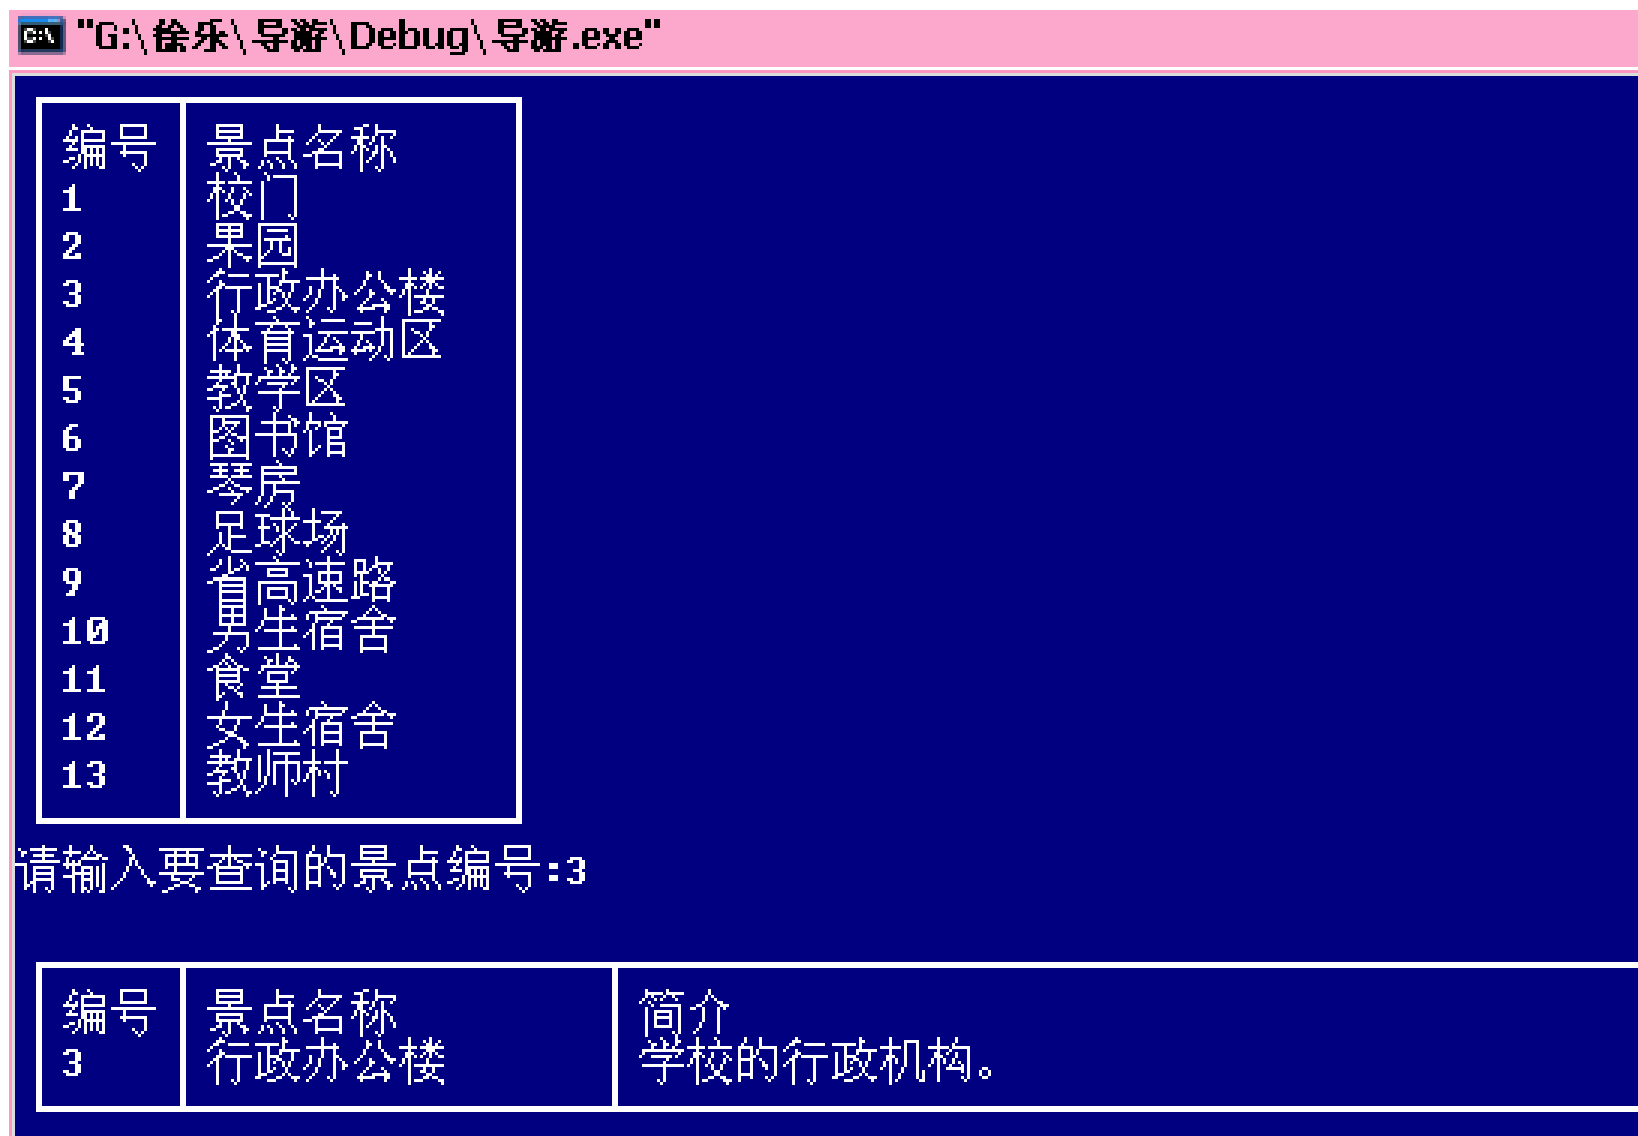 "G:\徐乐\导游\Debug\导游.exe"
编号 景点名称
1 校门
2 果园
3 行政办公楼
4 体育运动区
5 教学区
6 图书馆
7 琴房
8 足球场
9 省高速路
10 男生宿舍
11 食堂
12 女生宿舍
13 教师村
请输入要查询的景点编号:3
编号 景点名称 简介
3 行政办公楼 学校的行政机构。